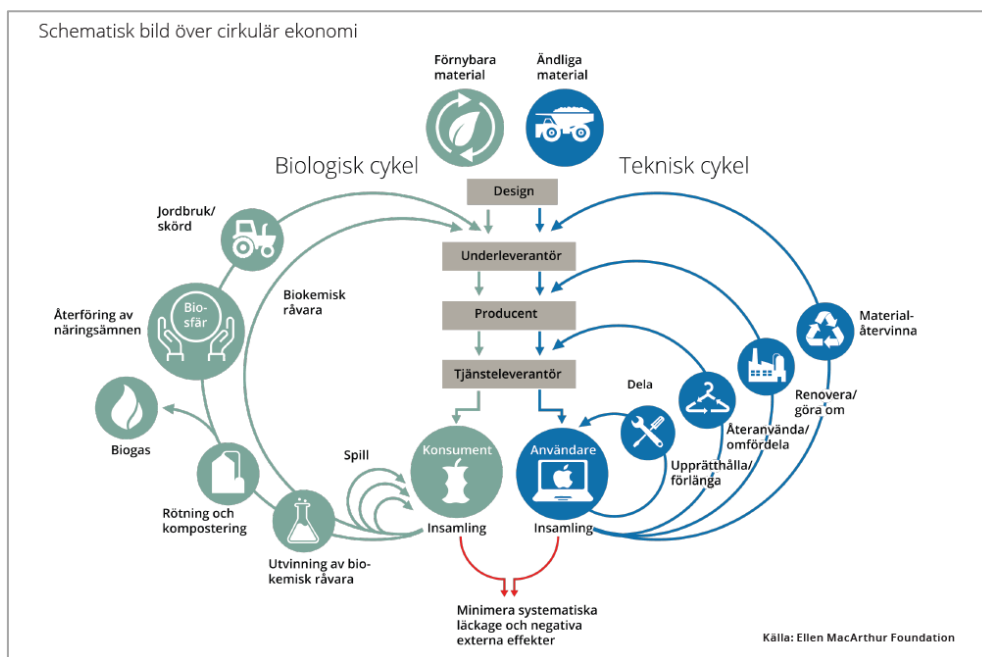 Schematisk bild över cirkulär ekonomi
Förnybara
material
Ändliga
material
Biologisk cykel
Teknisk cykel
Design
Jordbruk/
skörd
Underleverantör
Biokemisk
råvara
Återföring av
näringsämnen
Bio-
sfär
Producent
Material-
återvinna
Tjänsteleverantör
Dela
Renovera/
göra om
Återanvända/
omfördela
Biogas
Spill
Konsument
Användare
Upprätthålla/
förlänga
Rötning och
kompostering
Insamling
Insamling
Utvinning av bio-
kemisk råvara
Minimera systematiska
läckage och negativa
externa effekter
Källa: Ellen MacArthur Foundation